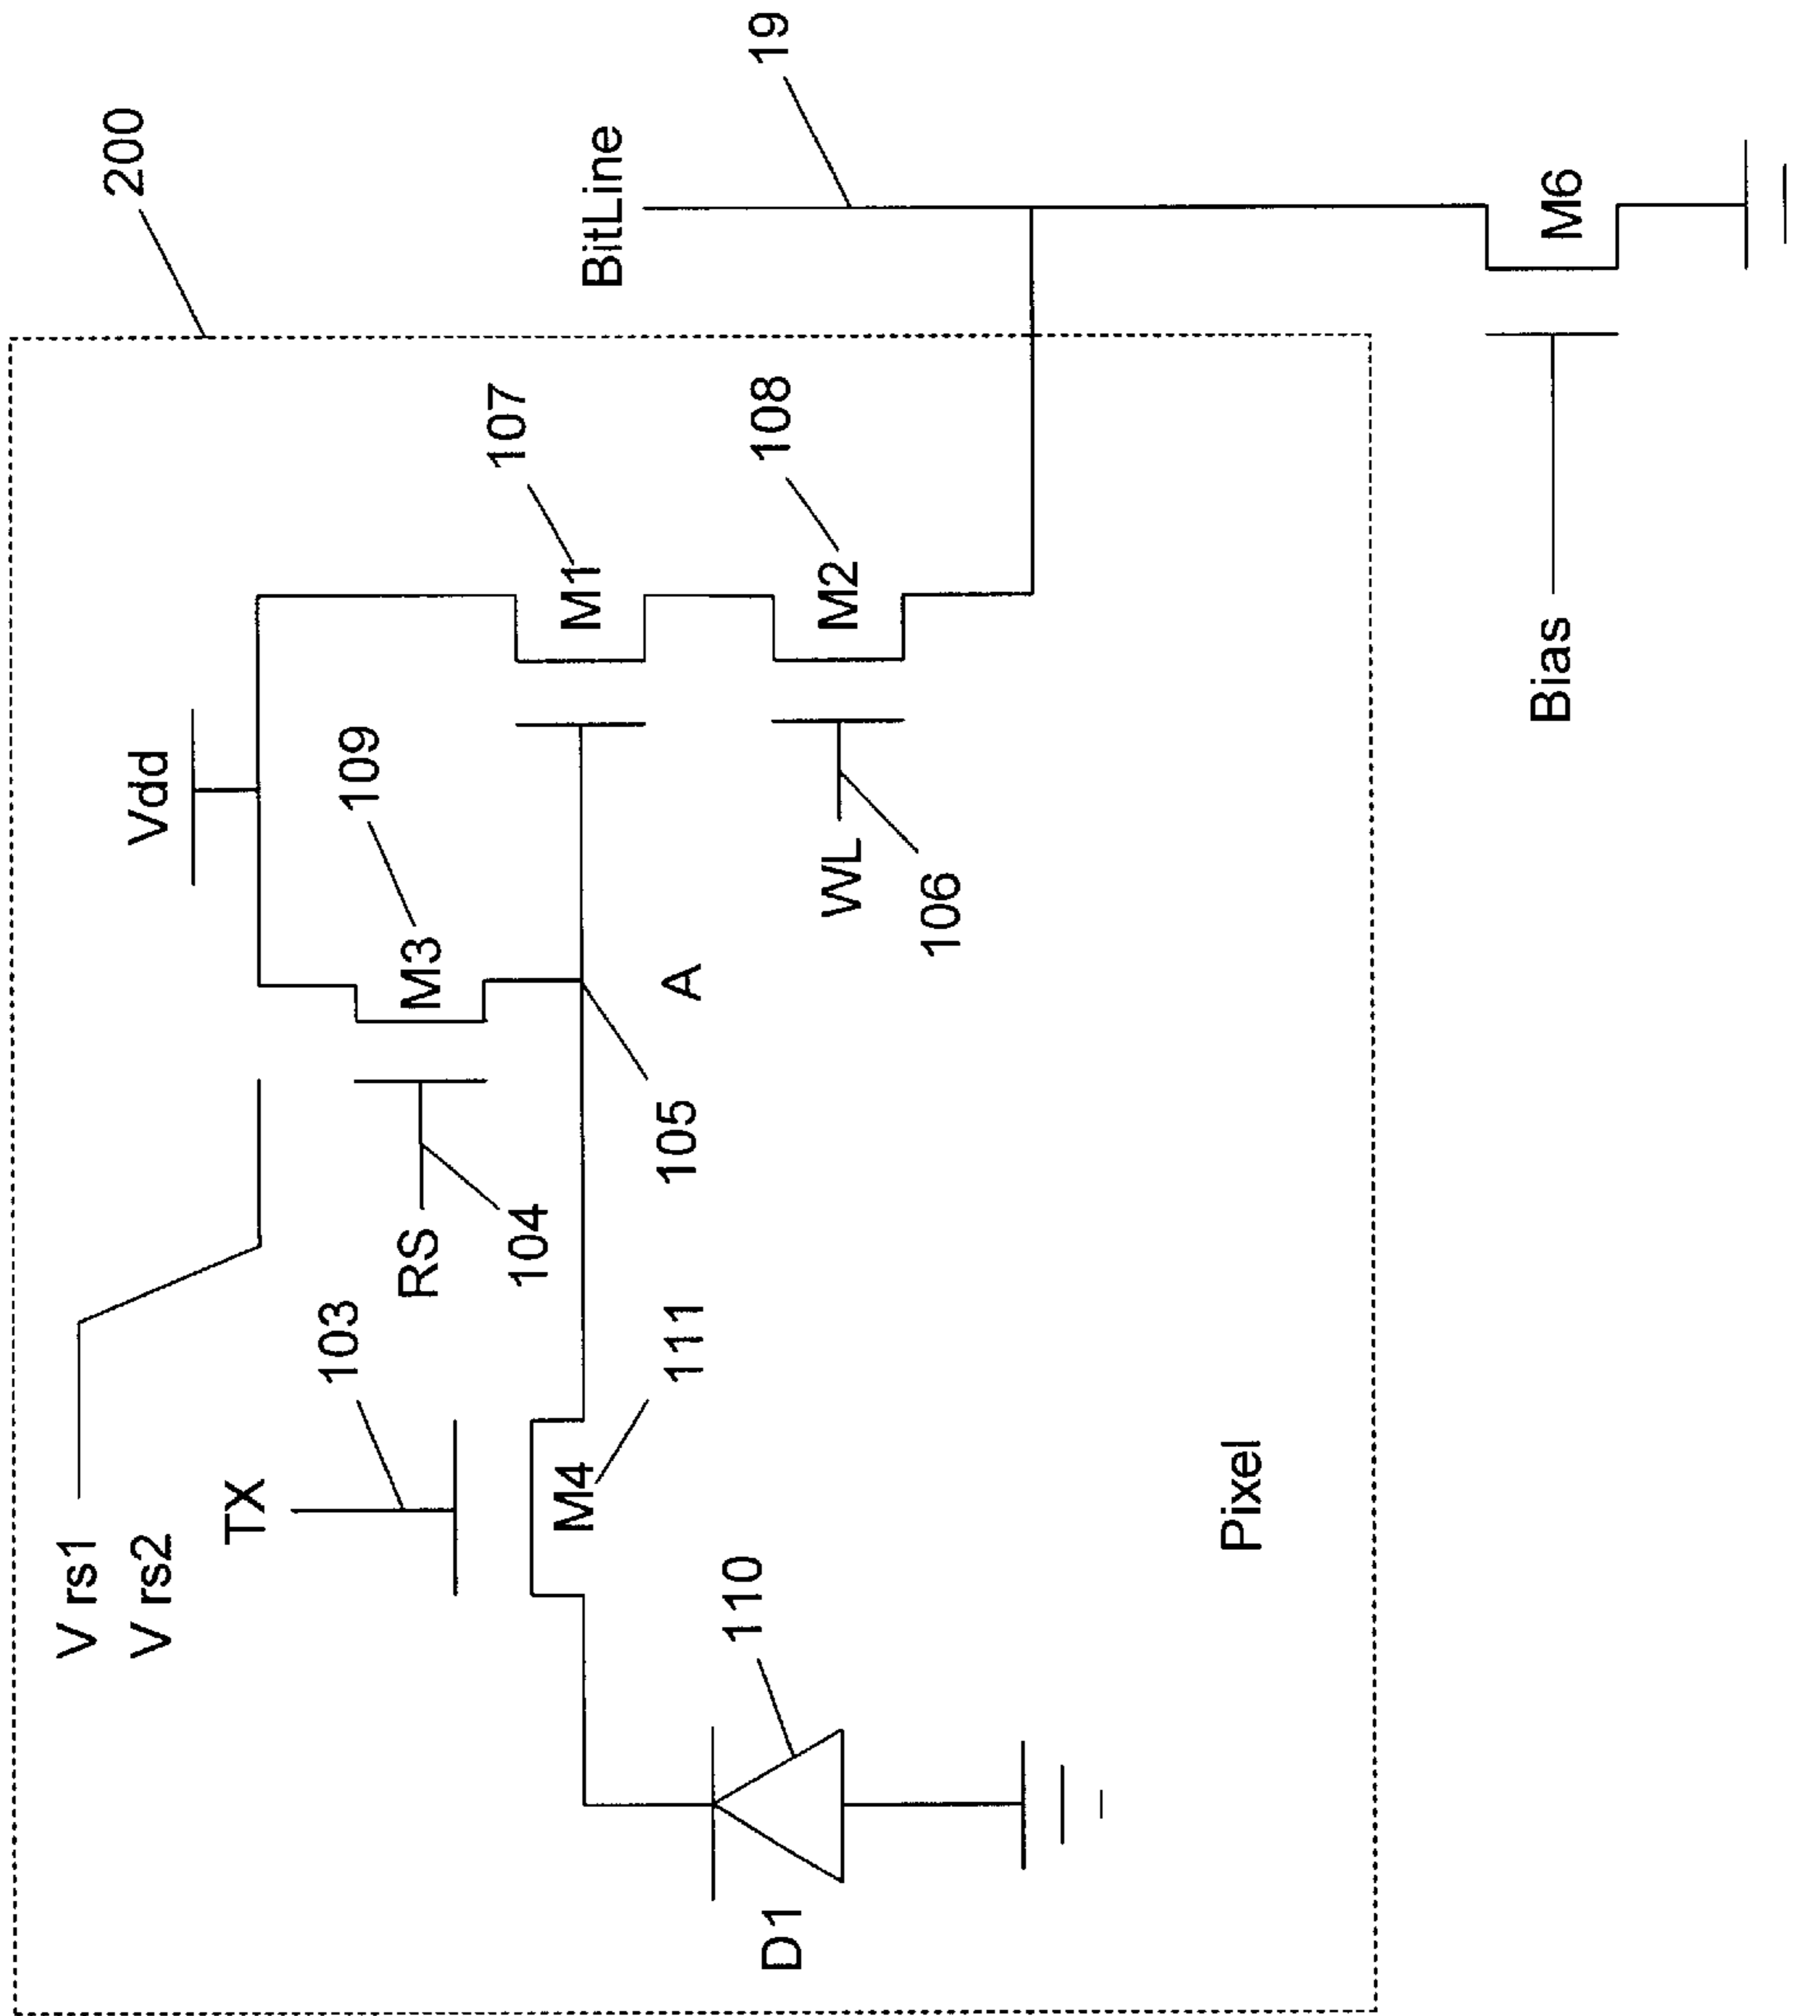 200
19
V rs1
V rs2
Vdd
BitLine
TX
103
109
107
RS
M3
104
M4
111
M1
105
A
108
M2
WL
106
D1
110
Pixel
Bias
M6